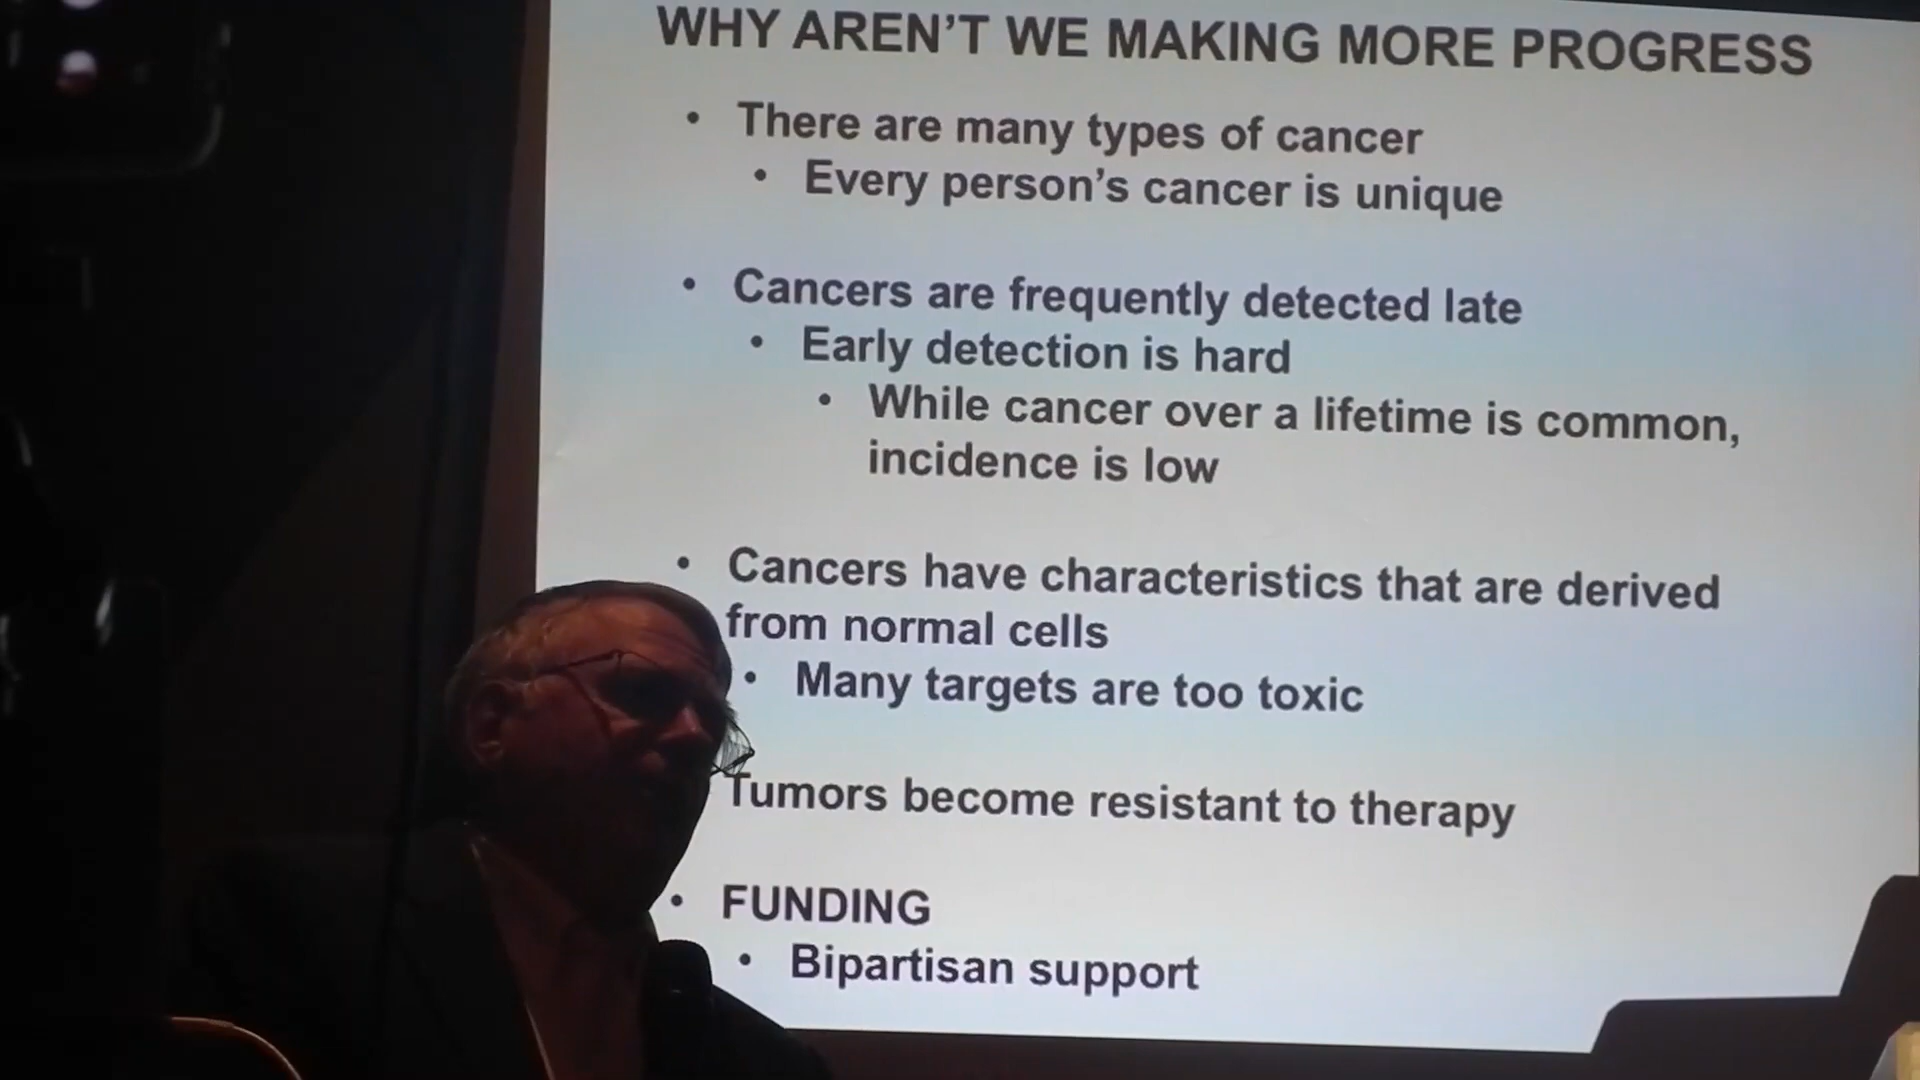 WHY AREN'T WE MAKING MORE PROGRESS
• There are many types of cancer
• Every person's cancer is unique
• Cancers are frequently detected late
• Early detection is hard
• While cancer over a lifetime is common,
incidence is low
• Cancers have characteristics that are derived
from normal cells
• Many targets are too toxic
Tumors become resistant to therapy
• FUNDING
• Bipartisan support